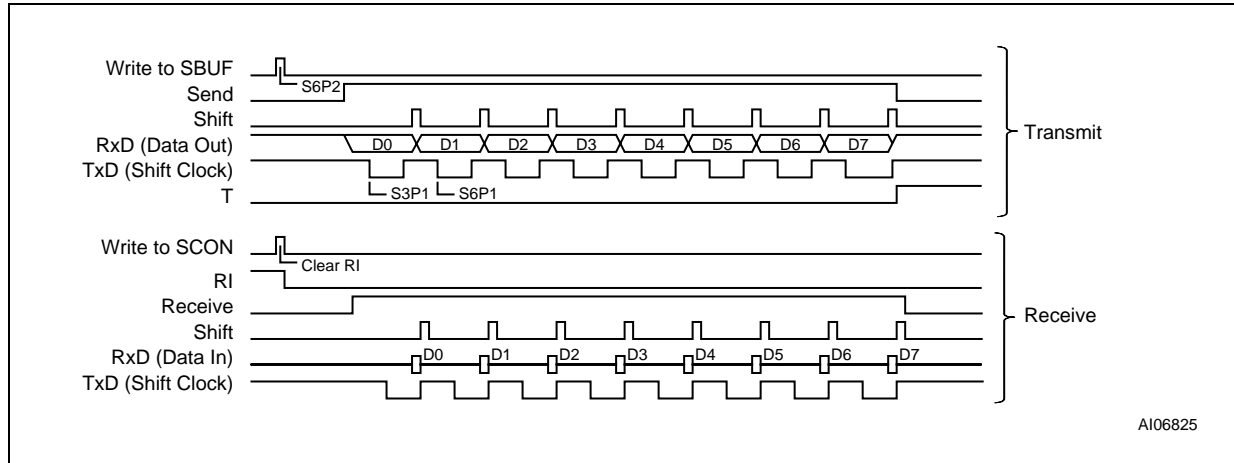 Write to SBUF
S6P2
Send
Shift
RxD (Data Out) D0 D1 D2 D3 D4 D5 D6 D7
TxD (Shift Clock)
S3P1 S6P1
T
Transmit
Write to SCON
Clear RI
RI
Receive
Shift
RxD (Data In) D0 D1 D2 D3 D4 D5 D6 D7
TxD (Shift Clock)
Receive
AI06825